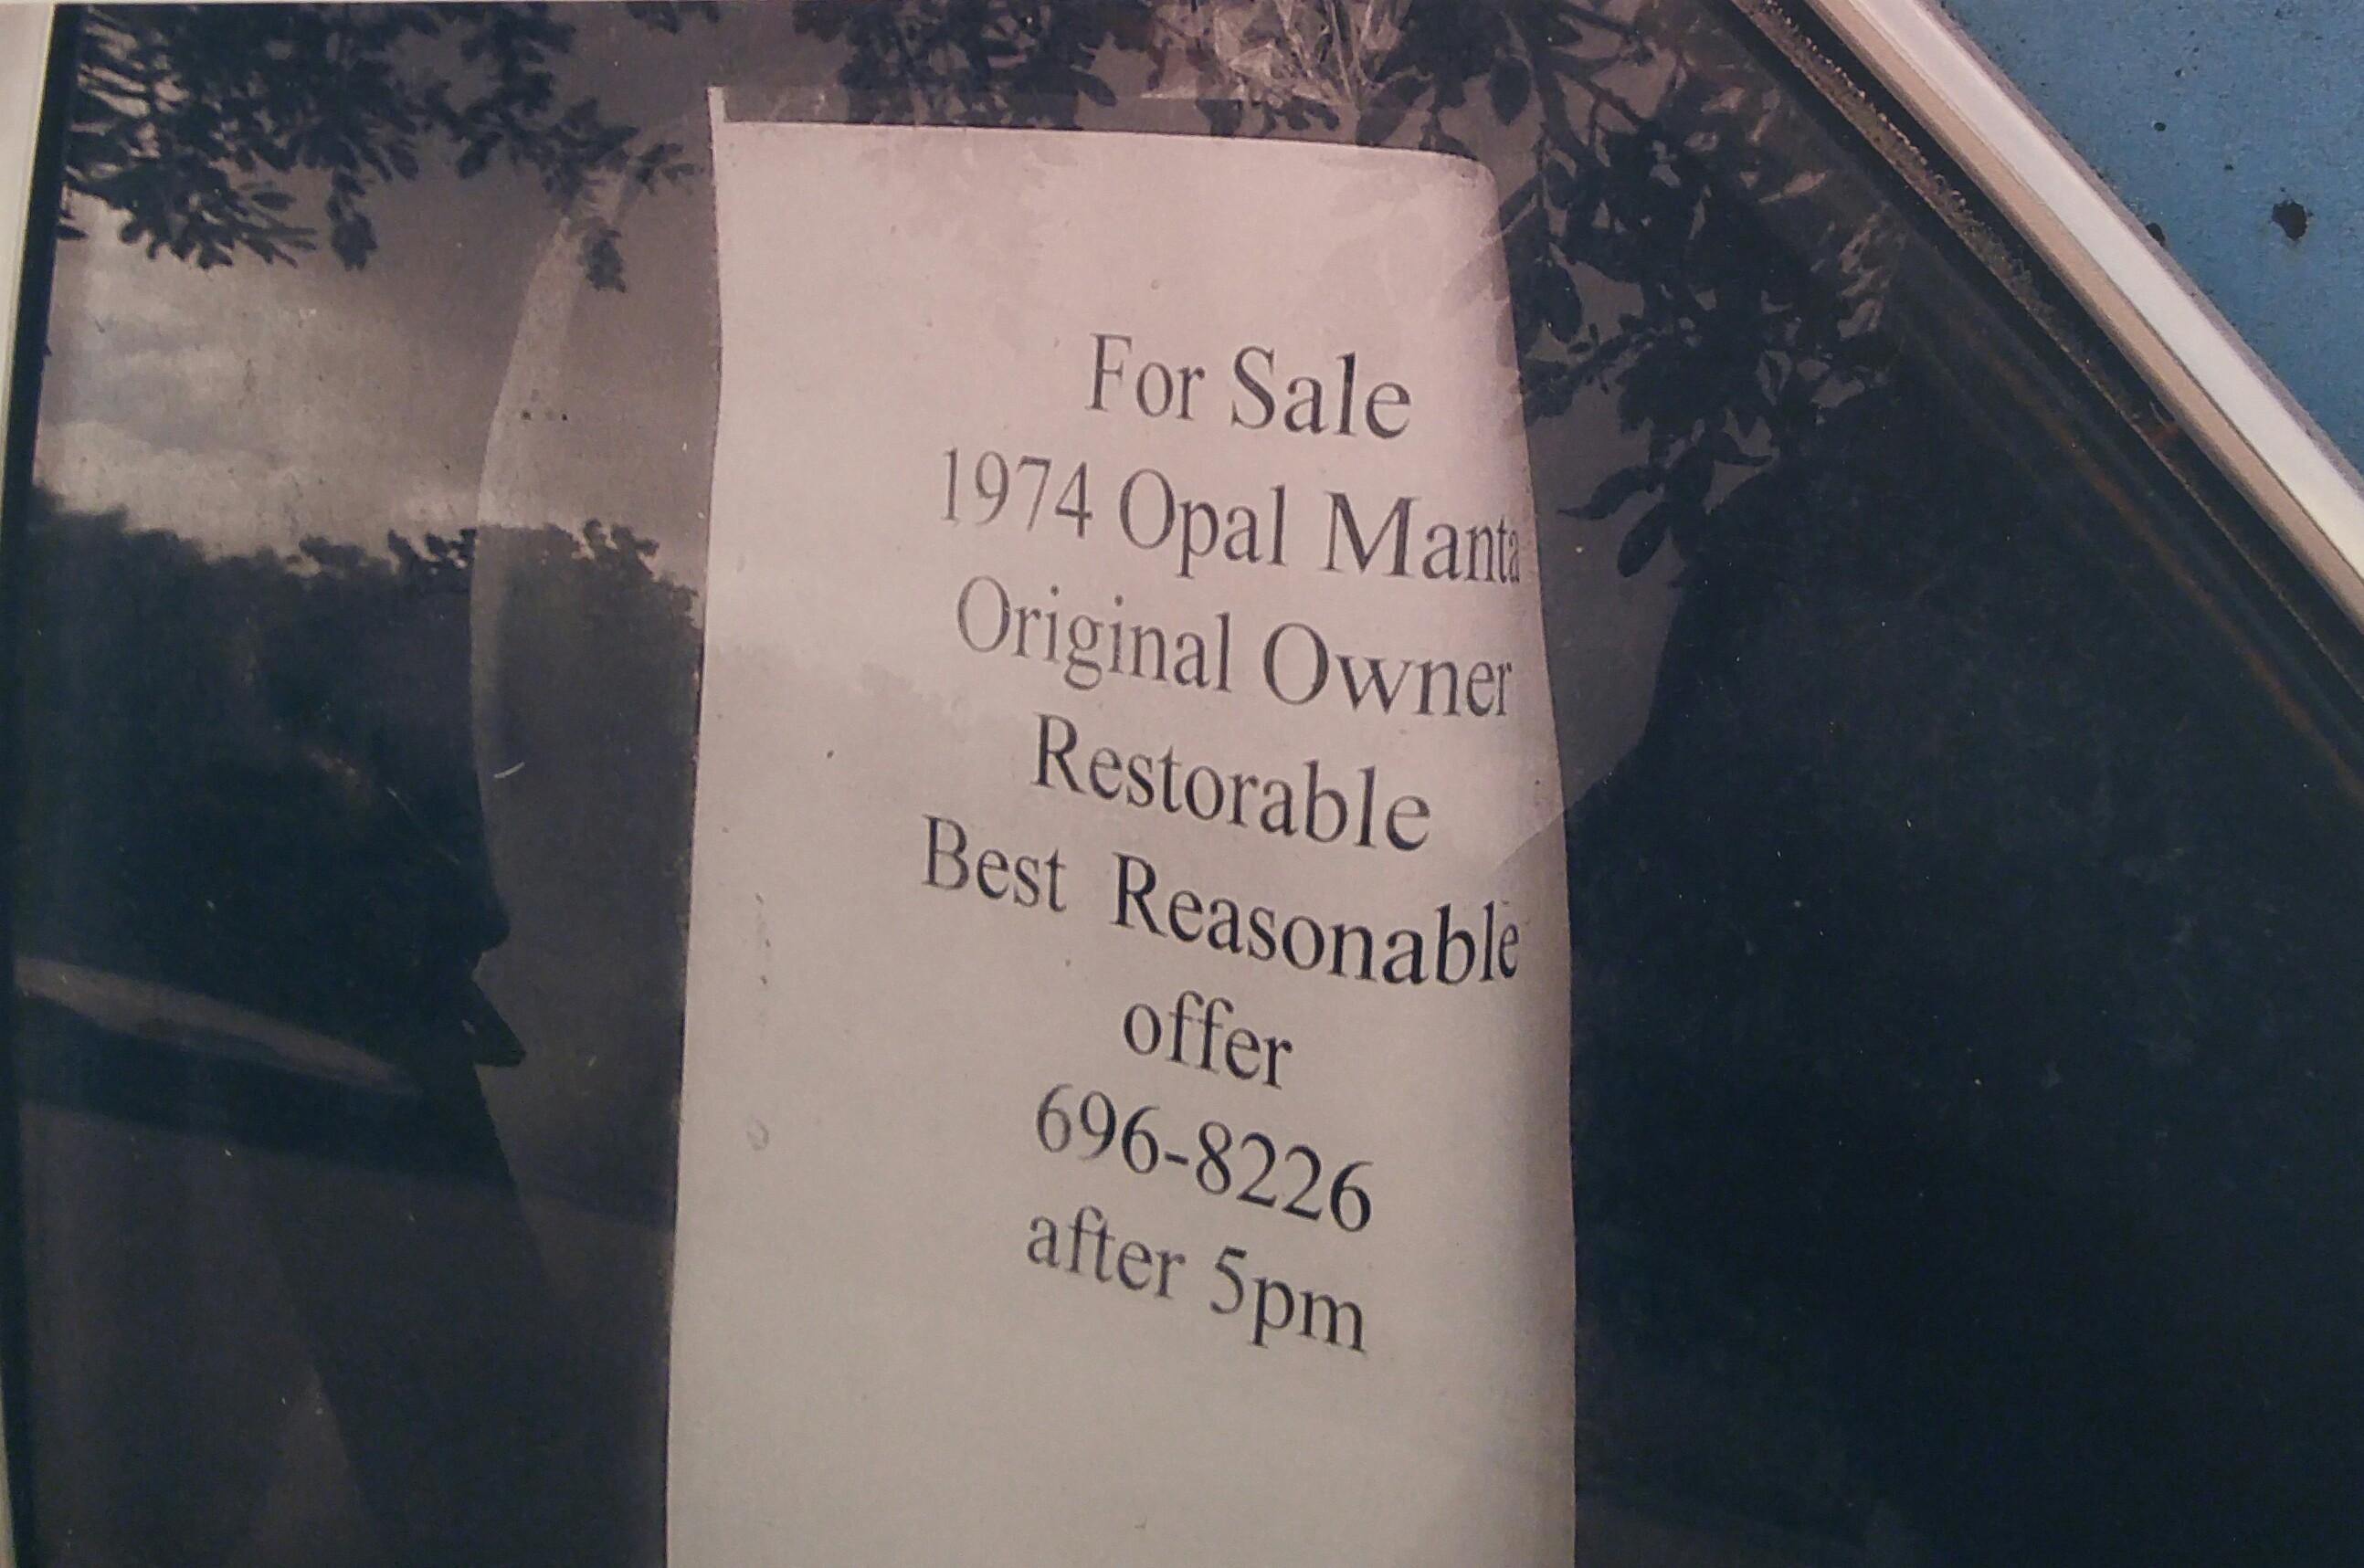 For Sale
1974 Opal Manta
Original Owner
Restorable
Best Reasonable
offer
696-8226
after 5pm